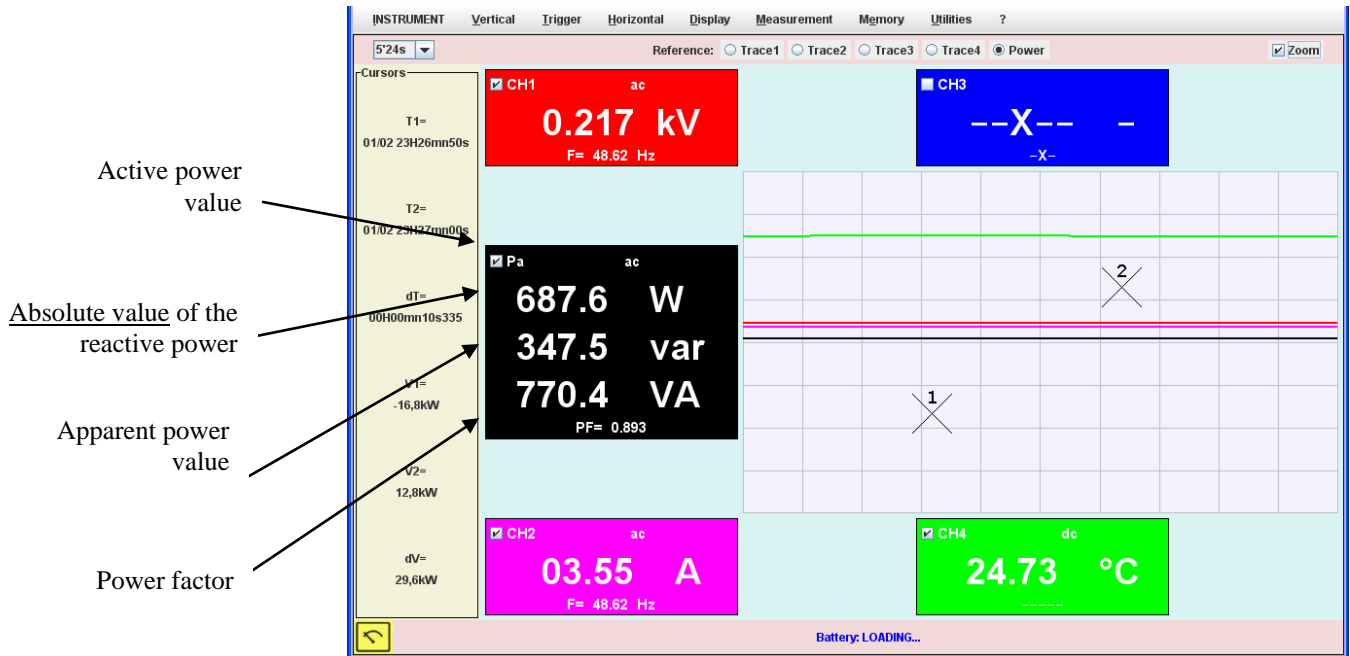 INSTRUMENT Vertical Trigger Horizontal Display Measurement Memory Utilities ?
5'24s Reference: Trace1 Trace2 Trace3 Trace4 Power Zoom
Cursors
T1=
01/02 23H26mn50s
T2=
01/02 23H27mn00s
dT=
00H00mn10s335
V1=
-16,8kW
V2=
12,8kW
dV=
29,6kW
Active power
value
Absolute value of the
reactive power
Apparent power
value
Power factor
CH1 ac
0.217 kV
F= 48.62 Hz
CH3
--X-- -
-X-
Pa ac
687.6 W
347.5 var
770.4 VA
PF= 0.893
2
1
CH2 ac
03.55 A
F= 48.62 Hz
CH4 dc
24.73 °C
-----
Battery: LOADING...